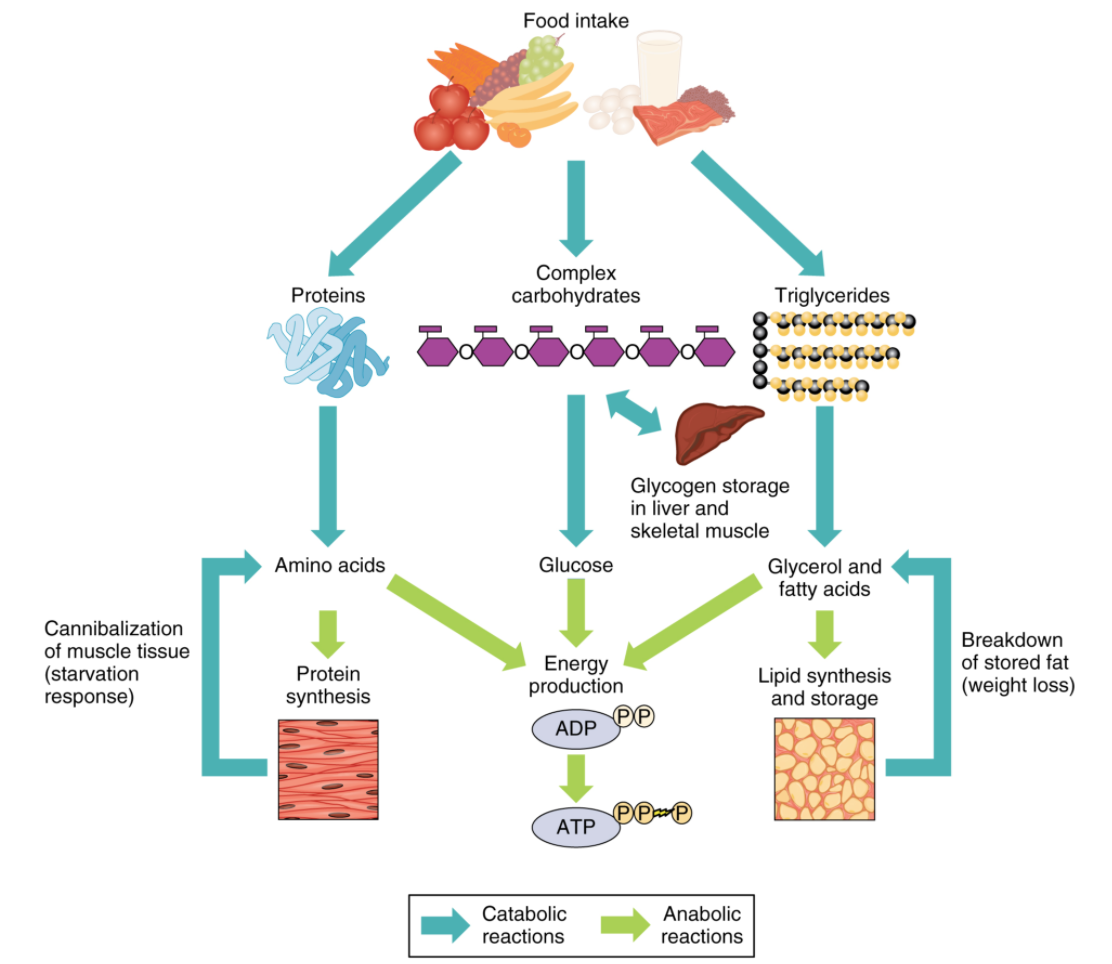 Food intake
Proteins
Complex
carbohydrates
Triglycerides
O O O O O
Glycogen storage
in liver and
skeletal muscle
Amino acids
Glucose
Glycerol and
fatty acids
Cannibalization
of muscle tissue
(starvation
response)
Protein
synthesis
Energy
production
Lipid synthesis
and storage
Breakdown
of stored fat
(weight loss)
ADP P P
ATP P P P
Catabolic
reactions
Anabolic
reactions